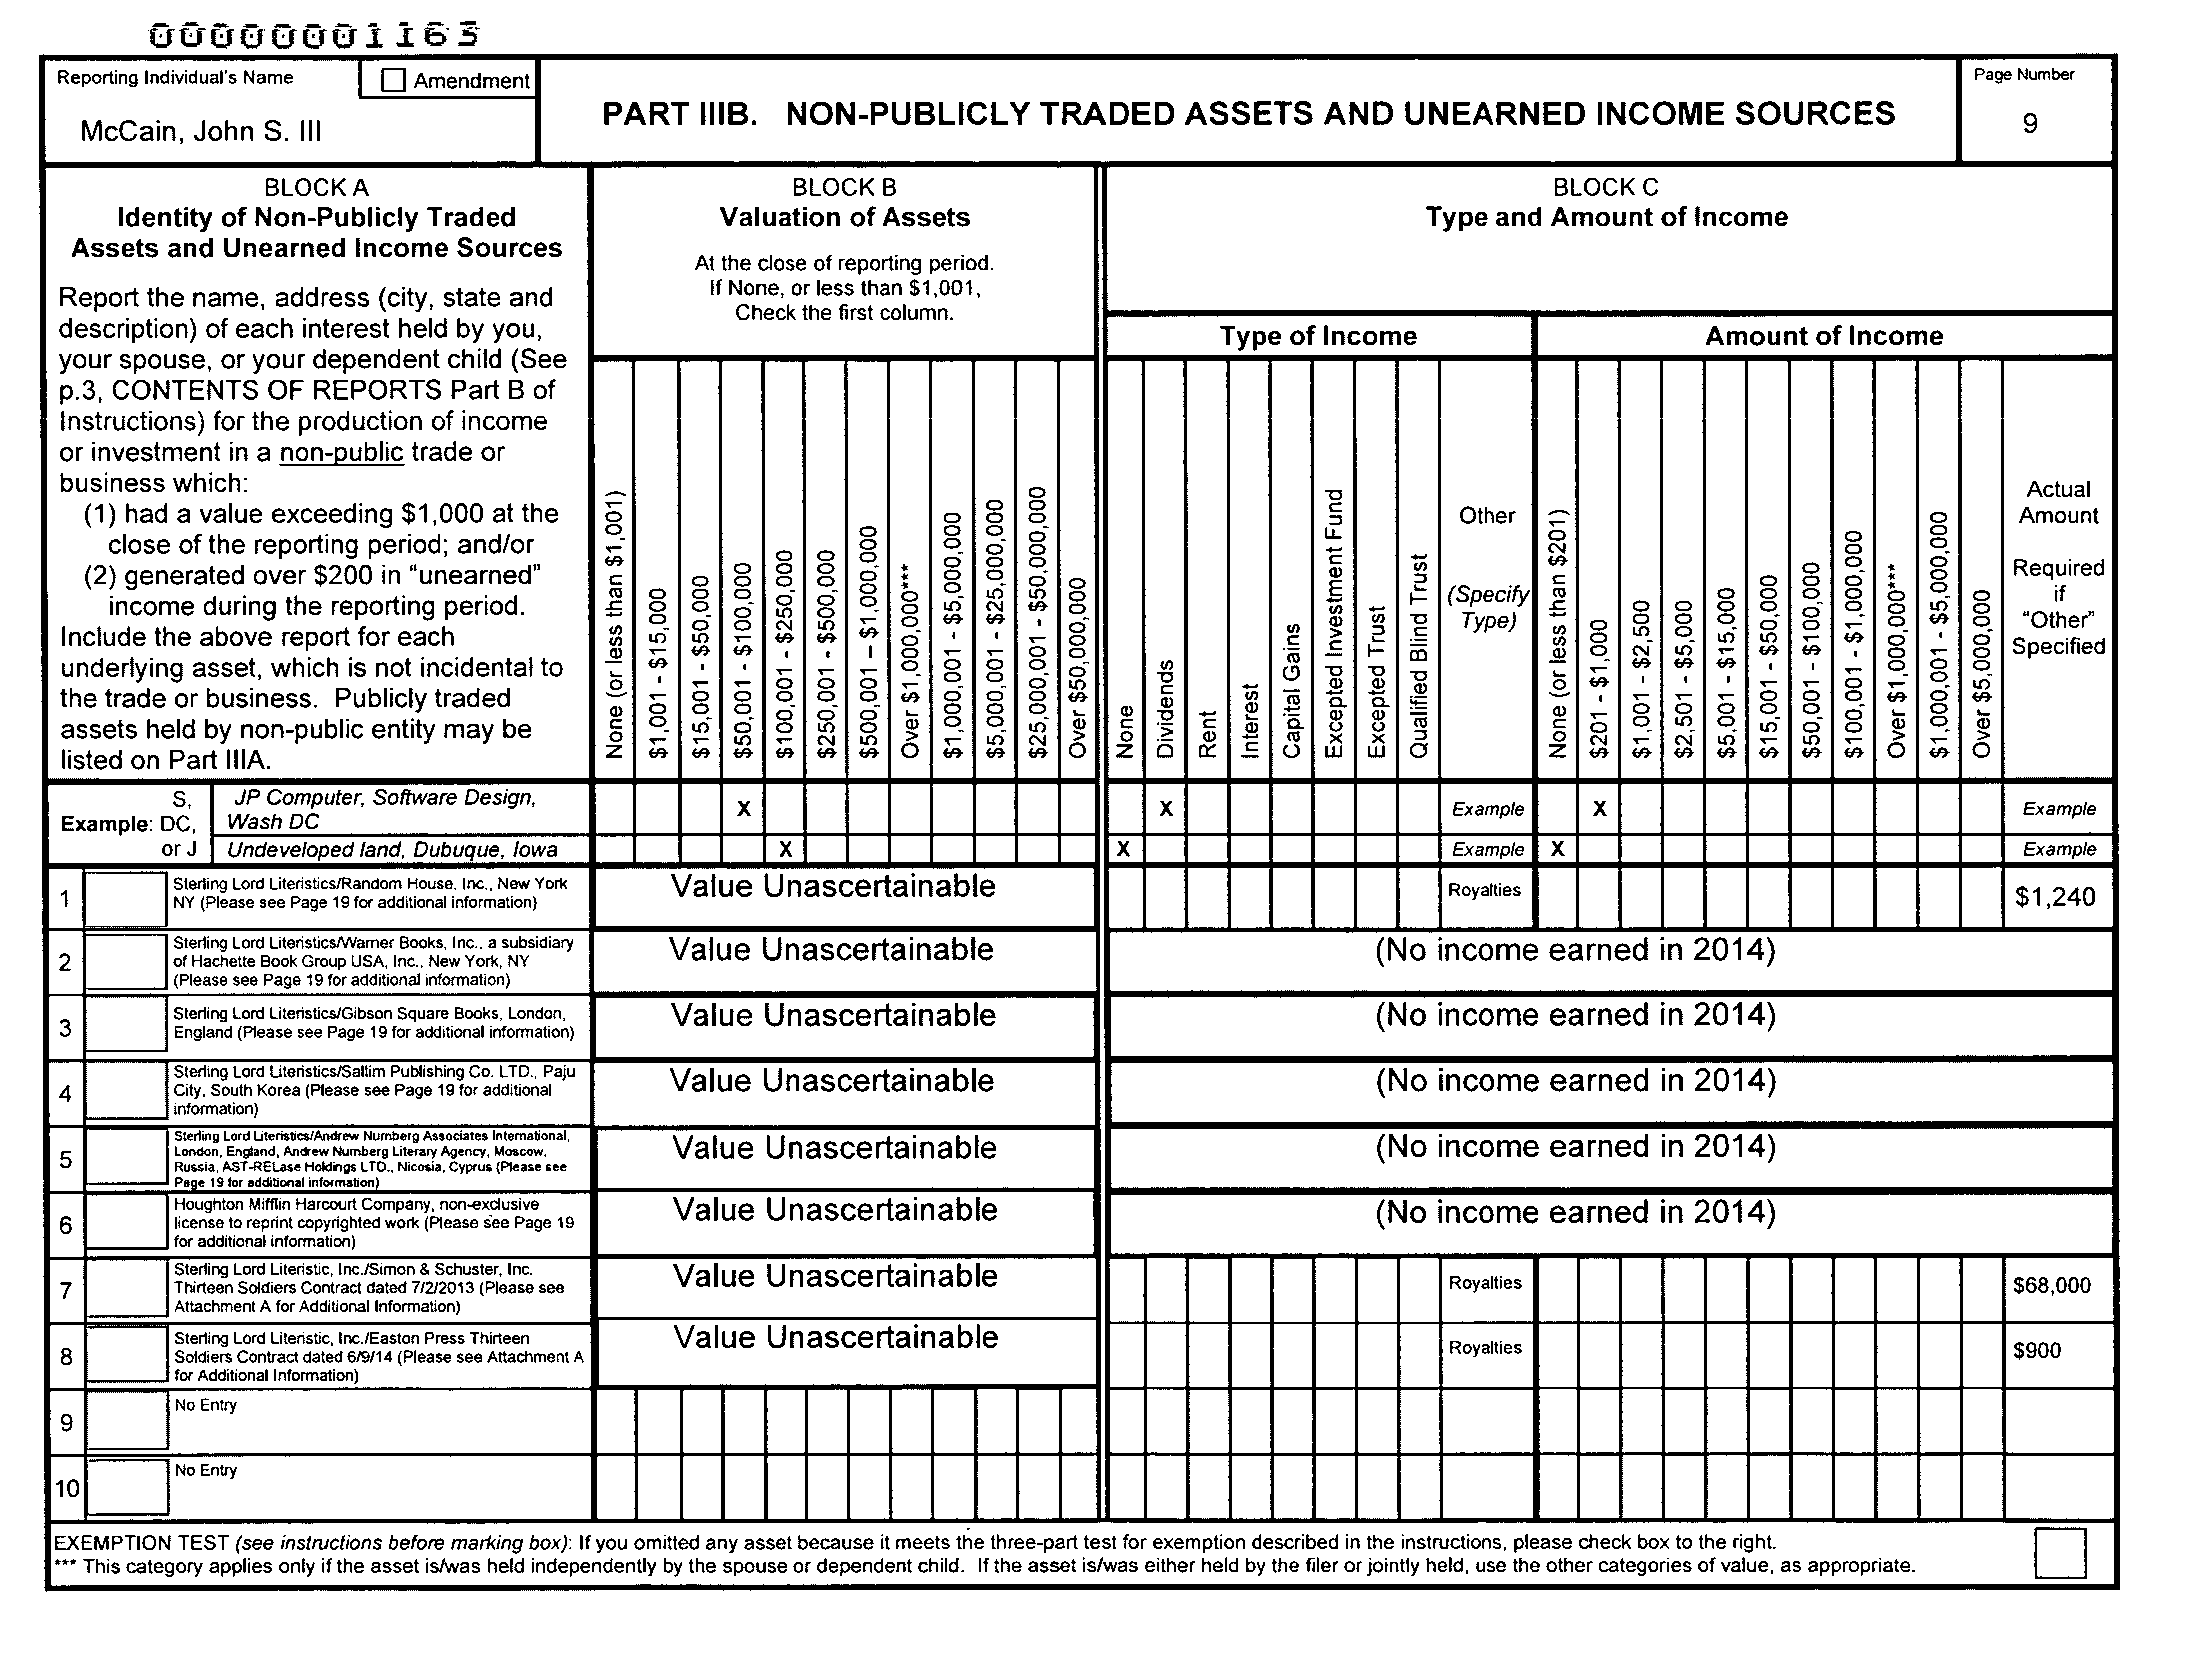 00000001163
Reporting Individual's Name
Amendment
McCain, John S. III
PART IIIB. NON-PUBLICLY TRADED ASSETS AND UNEARNED INCOME SOURCES
Page Number
9
BLOCK A
Identity of Non-Publicly Traded
Assets and Unearned Income Sources
Report the name, address (city, state and
description) of each interest held by you,
your spouse, or your dependent child (See
p.3, CONTENTS OF REPORTS Part B of
Instructions) for the production of income
or investment in a non-public trade or
business which:
(1) had a value exceeding $1,000 at the
close of the reporting period; and/or
(2) generated over $200 in "unearned"
income during the reporting period.
Include the above report for each
underlying asset, which is not incidental to
the trade or business. Publicly traded
assets held by non-public entity may be
listed on Part IIIA.
BLOCK B
Valuation of Assets
At the close of reporting period.
If None, or less than $1,001,
Check the first column.
None (or less than $1,001)
$1,001 - $15,000
$15,001 - $50,000
$50,001 - $100,000
$100,001 - $250,000
$250,001 - $500,000
$500,001 – $1,000,000
Over $1,000,000***
$1,000,001 - $5,000,000
$5,000,001 - $25,000,000
$25,000,001 - $50,000,000
Over $50,000,000
BLOCK C
Type and Amount of Income
Type of Income
None
Dividends
Rent
Interest
Capital Gains
Excepted Investment Fund
Excepted Trust
Qualified Blind Trust
Other
(Specify
Type)
Amount of Income
None (or less than $201)
$201 - $1,000
$1,001 - $2,500
$2,501 - $5,000
$5,001 - $15,000
$15,001 - $50,000
$50,001 - $100,000
$100,001 - $1,000,000
Over $1,000,000***
$1,000,001 - $5,000,000
Over $5,000,000
Actual
Amount
Required
if
"Other"
Specified
Example: S,
DC,
or J
JP Computer, Software Design,
Wash DC
X X Example X Example
Undeveloped land, Dubuque, Iowa X X Example X Example
1
Sterling Lord Literistics/Random House, Inc., New York
NY (Please see Page 19 for additional information)
Value Unascertainable
Royalties
$1,240
2
Sterling Lord Literistics/Warner Books, Inc., a subsidiary
of Hachette Book Group USA, Inc., New York, NY
(Please see Page 19 for additional information)
Value Unascertainable
(No income earned in 2014)
3
Sterling Lord Literistics/Gibson Square Books, London,
England (Please see Page 19 for additional information)
Value Unascertainable
(No income earned in 2014)
4
Sterling Lord Literistics/Sallim Publishing Co. LTD., Paju
City, South Korea (Please see Page 19 for additional
information)
Value Unascertainable
(No income earned in 2014)
5
Sterling Lord Literistics/Andrew Nurnberg Associates International,
London, England, Andrew Nurnberg Literary Agency, Moscow,
Russia, AST-RELase Holdings LTD., Nicosia, Cyprus (Please see
Page 19 for additional information)
Value Unascertainable
(No income earned in 2014)
6
Houghton Mifflin Harcourt Company, non-exclusive
license to reprint copyrighted work (Please see Page 19
for additional information)
Value Unascertainable
(No income earned in 2014)
7
Sterling Lord Literistic, Inc./Simon & Schuster, Inc.
Thirteen Soldiers Contract dated 7/2/2013 (Please see
Attachment A for Additional Information)
Value Unascertainable
Royalties
$68,000
8
Sterling Lord Literistic, Inc./Easton Press Thirteen
Soldiers Contract dated 6/9/14 (Please see Attachment A
for Additional Information)
Value Unascertainable
Royalties
$900
9
No Entry
10
No Entry
EXEMPTION TEST (see instructions before marking box): If you omitted any asset because it meets the three-part test for exemption described in the instructions, please check box to the right.
*** This category applies only if the asset is/was held independently by the spouse or dependent child. If the asset is/was either held by the filer or jointly held, use the other categories of value, as appropriate.